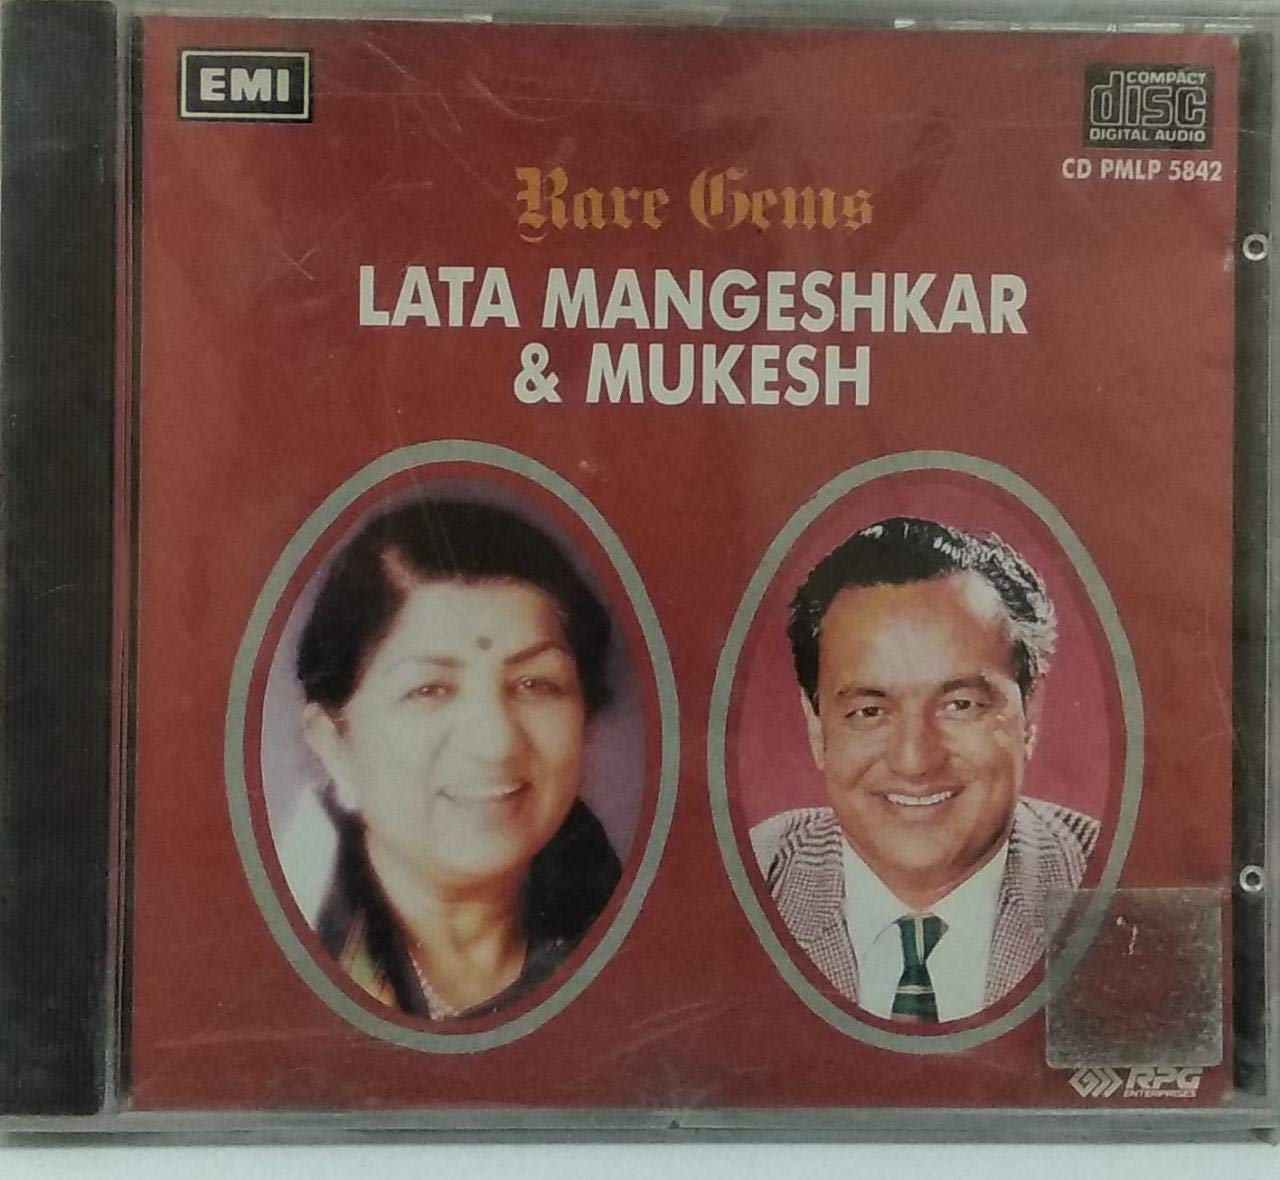 EMI
COMPACT
disc
DIGITAL AUDIO
CD PMLP 5842
Rare Gems
LATA MANGESHKAR
& MUKESH
RPG
ENTERPRISES